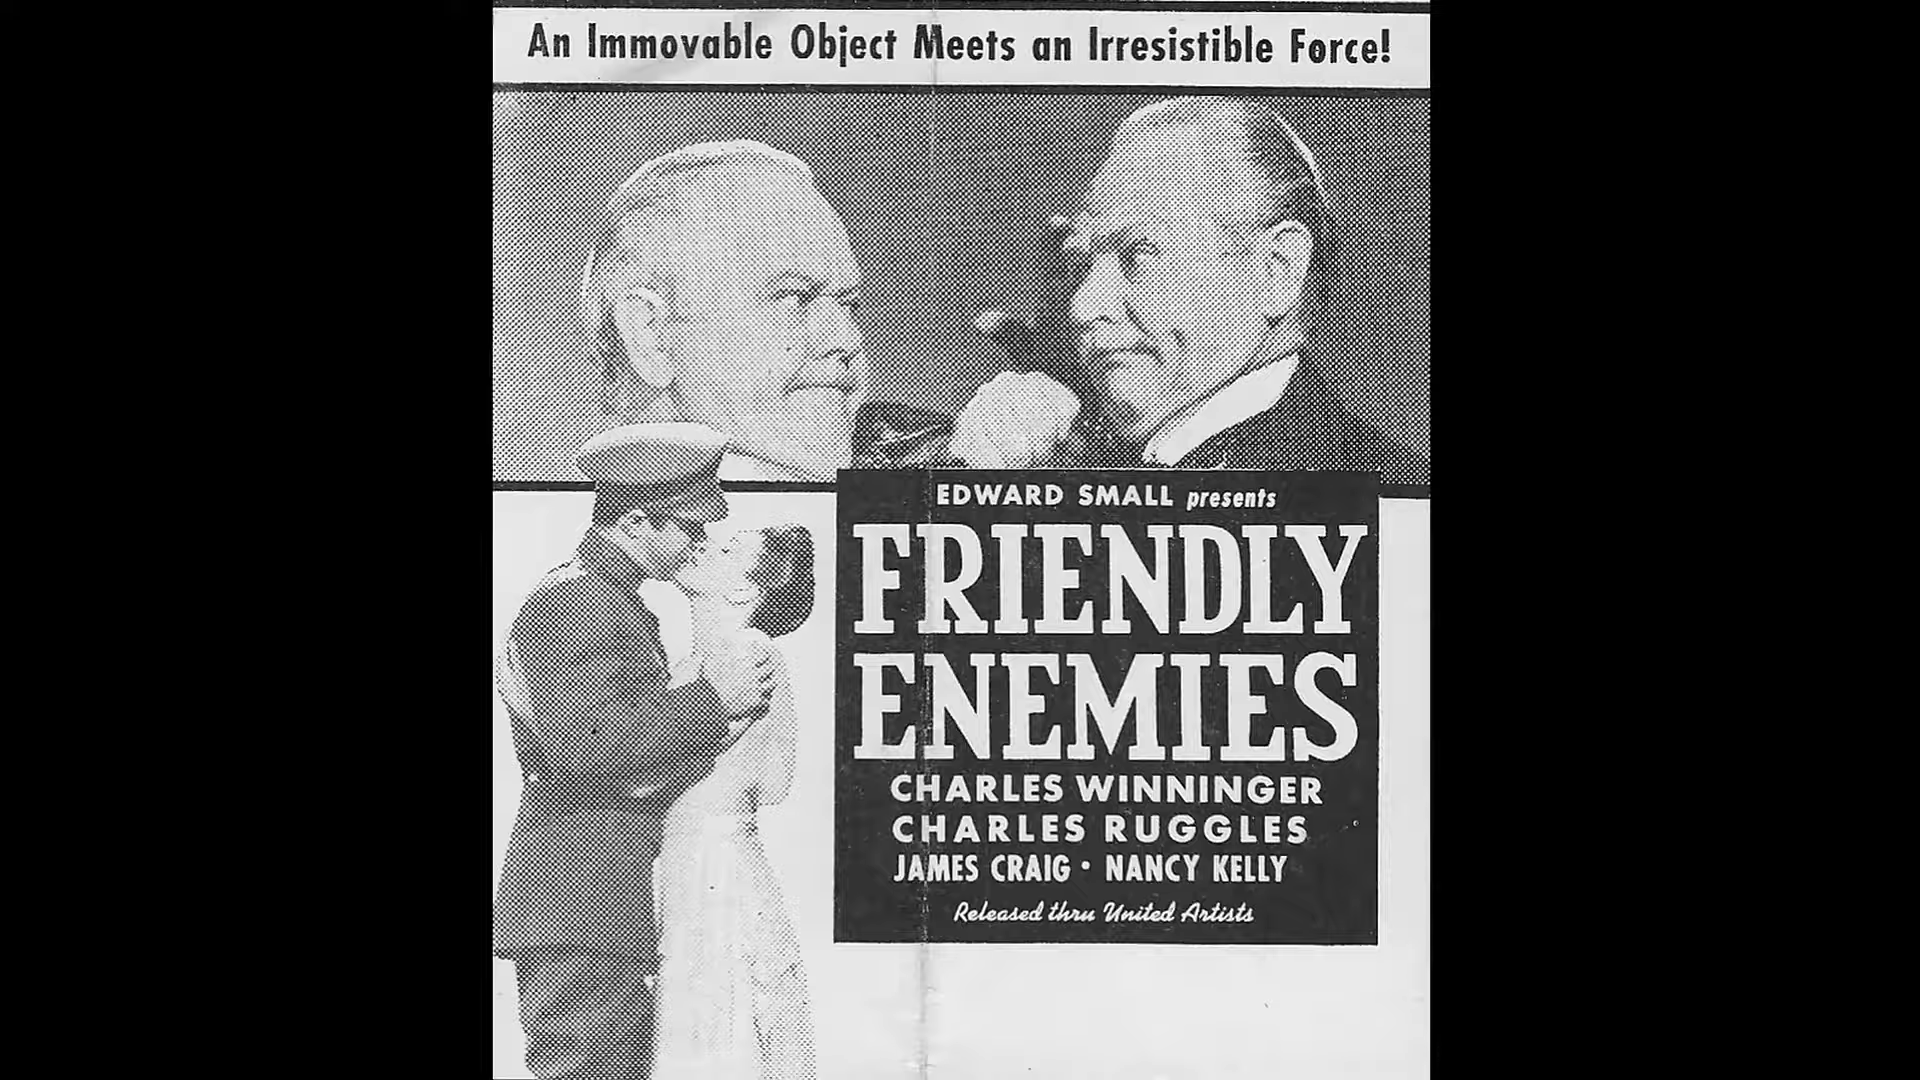 An Immovable Object Meets an Irresistible Force!
EDWARD SMALL presents
FRIENDLY
ENEMIES
CHARLES WINNINGER
CHARLES RUGGLES
JAMES CRAIG • NANCY KELLY
Released thru United Artists